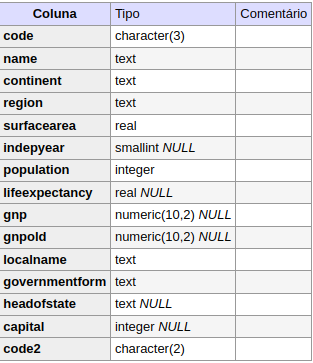 Coluna Tipo Comentário
code character(3)
name text
continent text
region text
surfacearea real
indepyear smallint NULL
population integer
lifeexpectancy real NULL
gnp numeric(10,2) NULL
gnpold numeric(10,2) NULL
localname text
governmentform text
headofstate text NULL
capital integer NULL
code2 character(2)